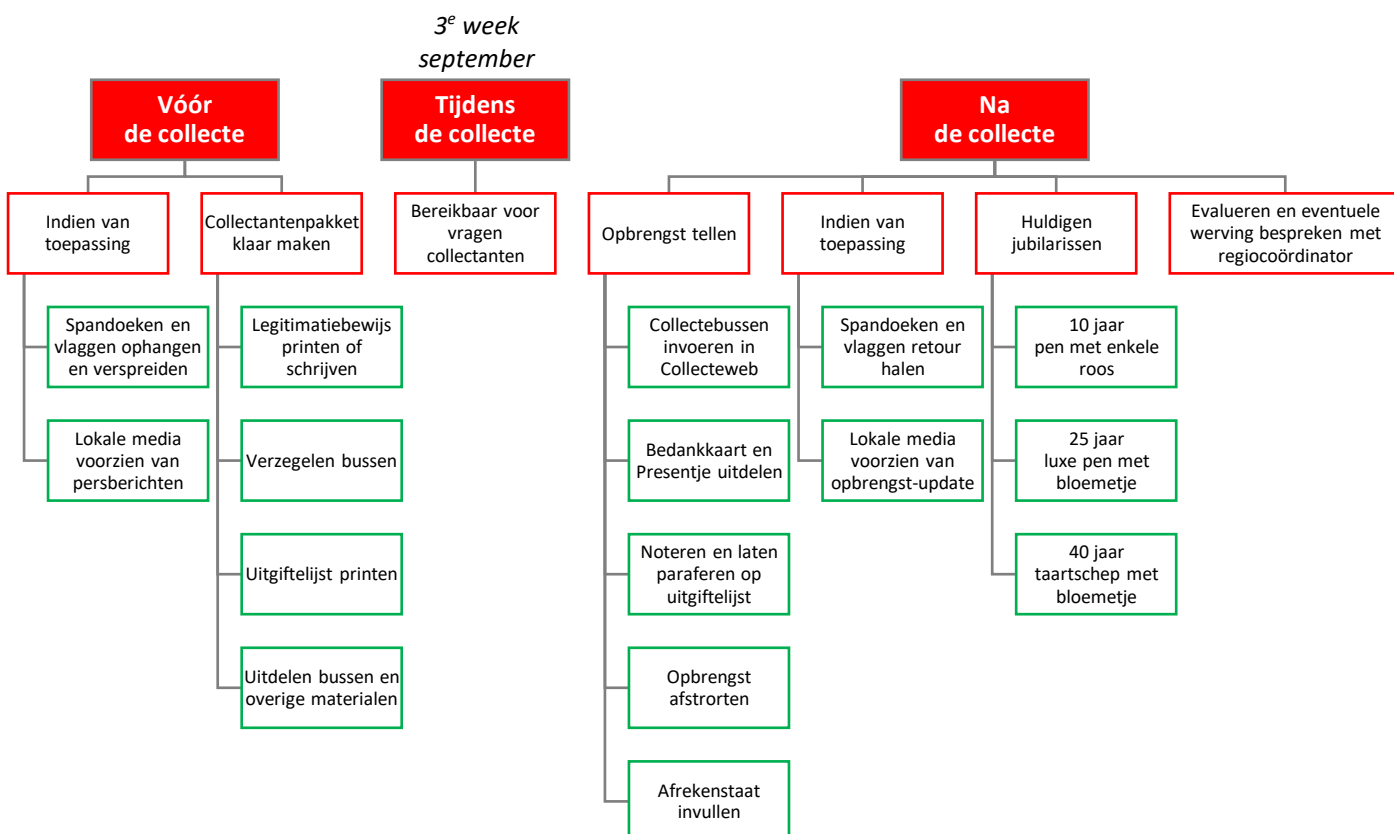 3e week
september
Vóór
de collecte
Tijdens
de collecte
Na
de collecte
Indien van
toepassing
Collectantenpakket
klaar maken
Bereikbaar voor
vragen
collectanten
Opbrengst tellen
Indien van
toepassing
Huldigen
jubilarissen
Evalueren en eventuele
werving bespreken met
regiocoördinator
Spandoeken en
vlaggen ophangen
en verspreiden
Lokale media
voorzien van
persberichten
Legitimatiebewijs
printen of
schrijven
Verzegelen bussen
Uitgiftelijst printen
Uitdelen bussen en
overige materialen
Collectebussen
invoeren in
Collecteweb
Bedankkaart en
Presentje uitdelen
Noteren en laten
paraferen op
uitgiftelijst
Opbrengst
afstrorten
Afrekenstaat
invullen
Spandoeken en
vlaggen retour
halen
Lokale media
voorzien van
opbrengst-update
10 jaar
pen met enkele
roos
25 jaar
luxe pen met
bloemetje
40 jaar
taartschep met
bloemetje